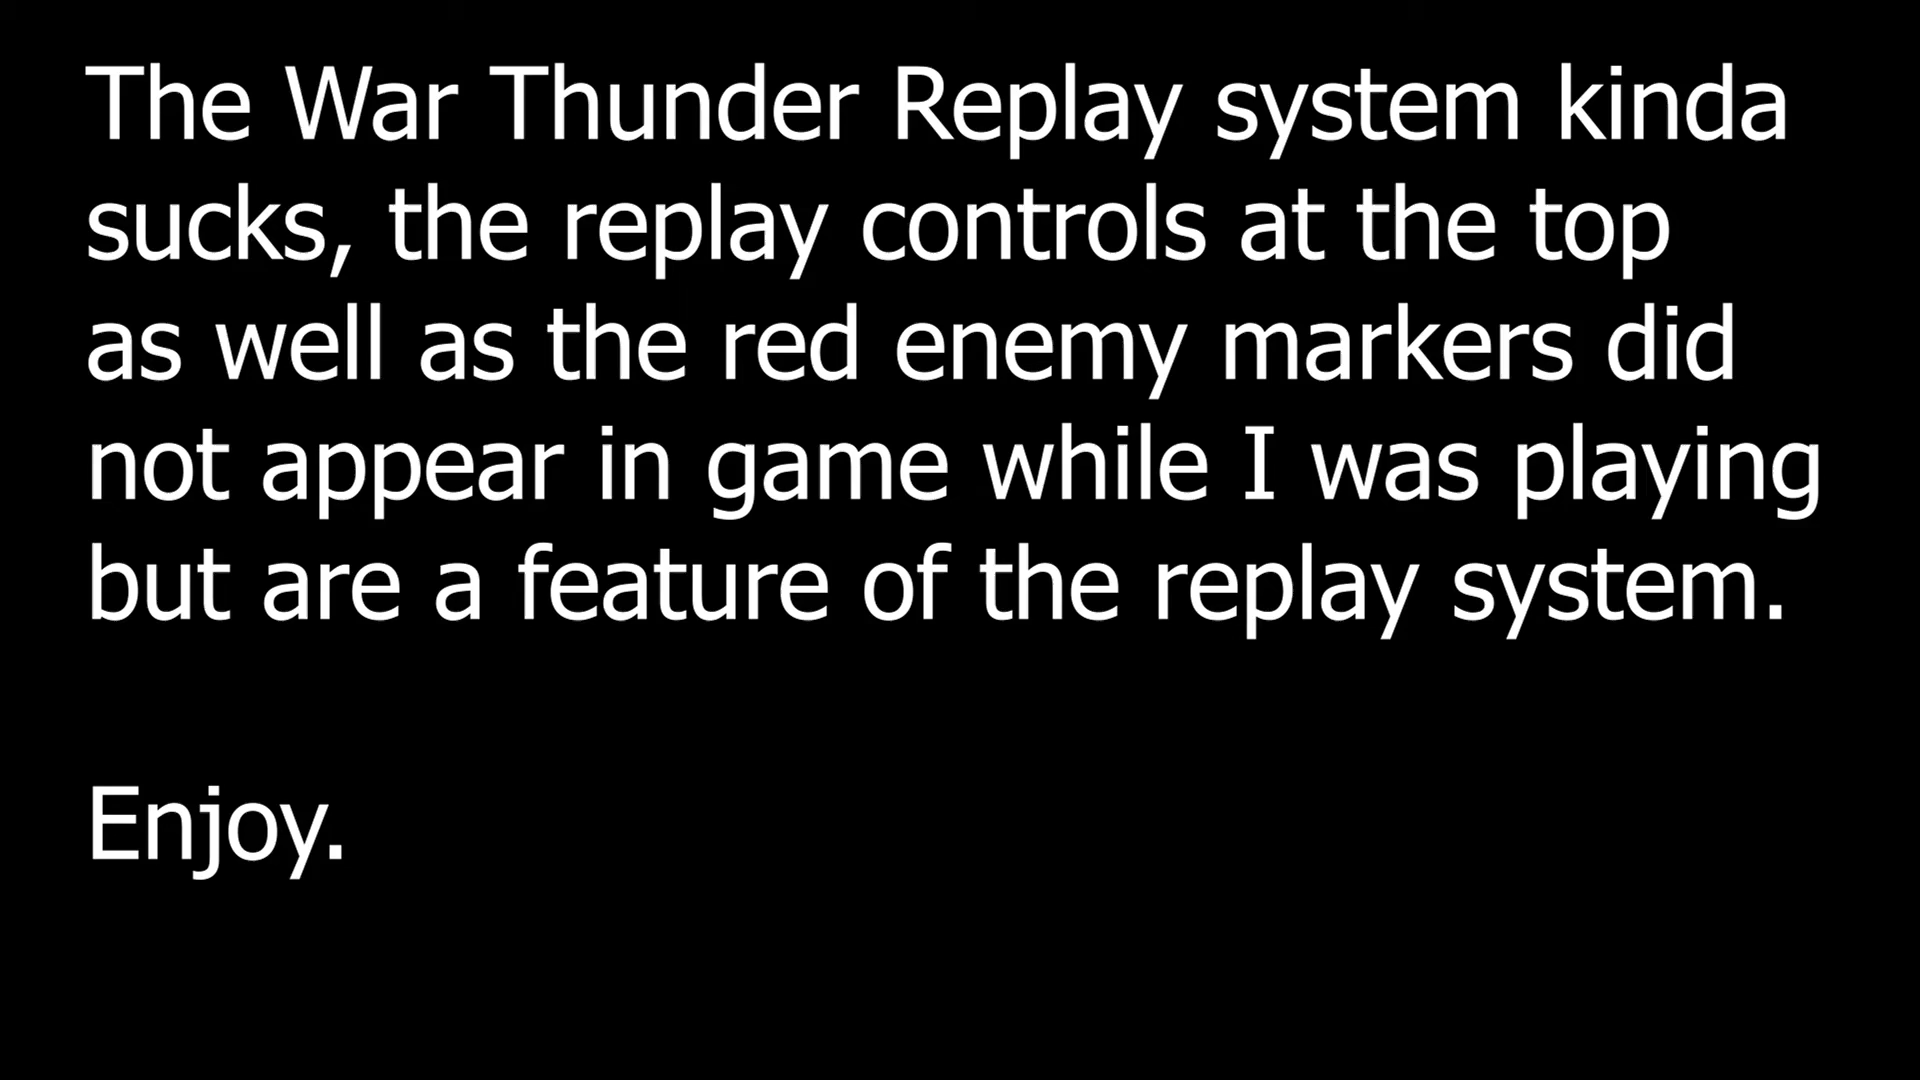 The War Thunder Replay system kinda
sucks, the replay controls at the top
as well as the red enemy markers did
not appear in game while I was playing
but are a feature of the replay system.
Enjoy.